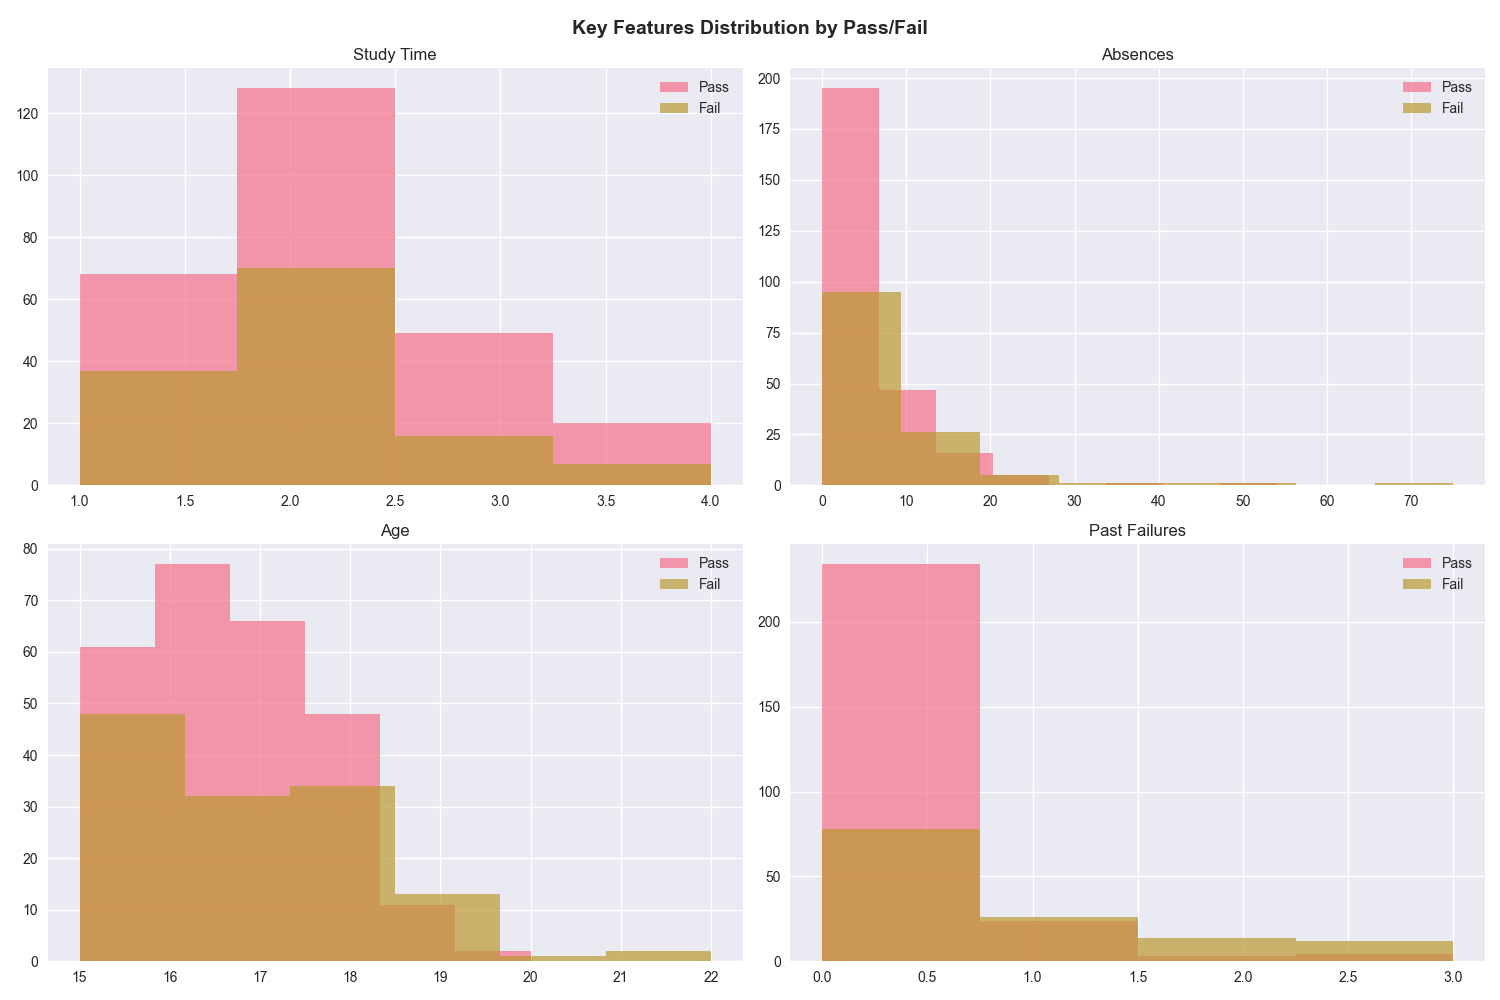 Key Features Distribution by Pass/Fail
Study Time
Pass
Fail
120
100
80
60
40
20
0
1.0 1.5 2.0 2.5 3.0 3.5 4.0
Absences
Pass
Fail
200
175
150
125
100
75
50
25
0
0 10 20 30 40 50 60 70
Age
Pass
Fail
80
70
60
50
40
30
20
10
0
15 16 17 18 19 20 21 22
Past Failures
Pass
Fail
200
150
100
50
0
0.0 0.5 1.0 1.5 2.0 2.5 3.0